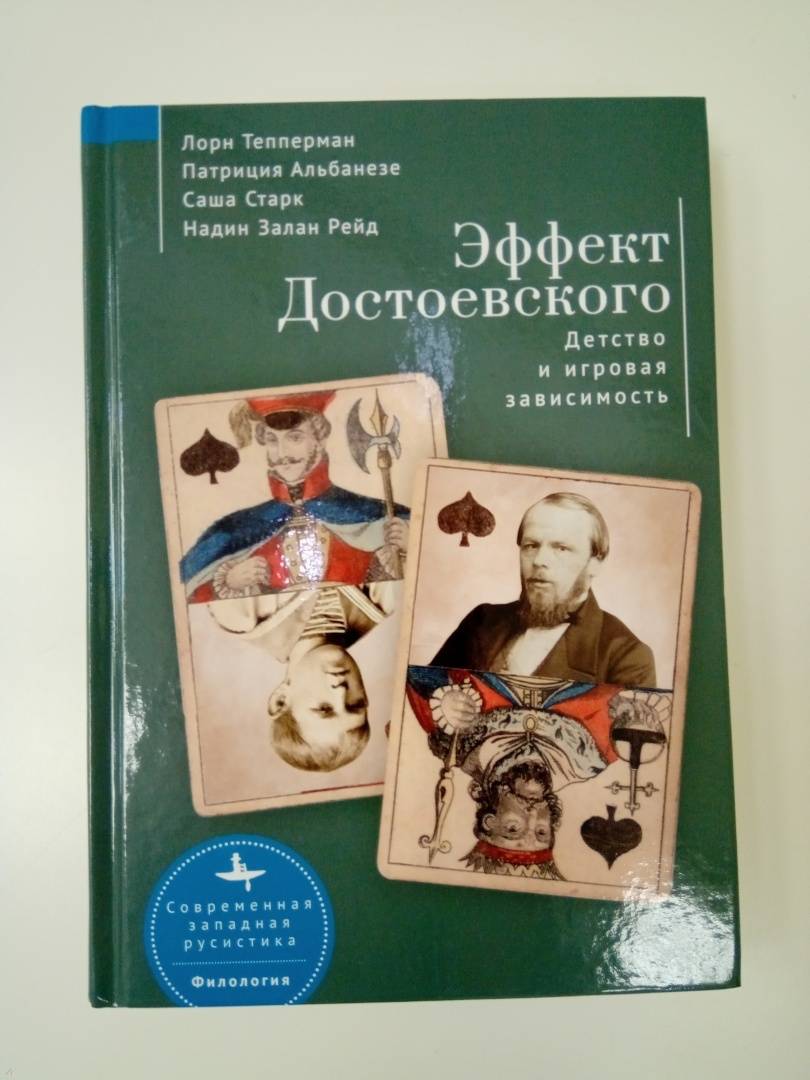 Лорн Тепперман
Патриция Альбанезе
Саша Старк
Надин Залан Рейд
Эффект
Достоевского
Детство
и игровая
зависимость
Современная
западная
русистика
Филология